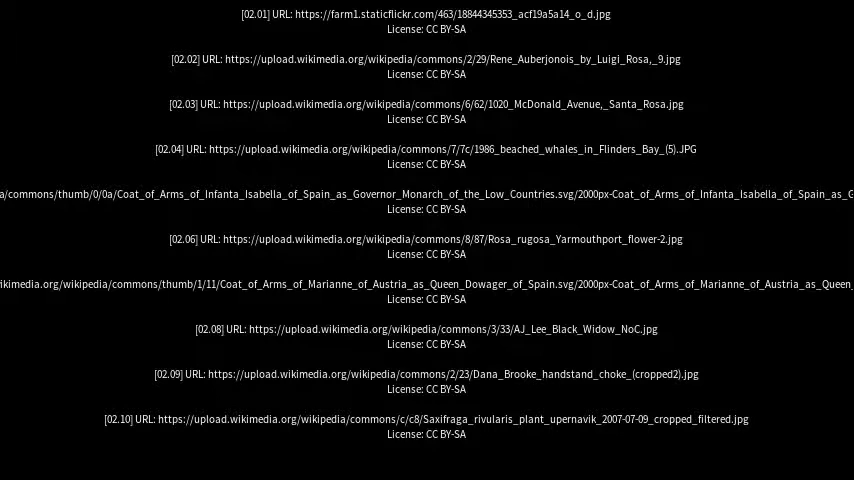 [02.01] URL: https://farm1.staticflickr.com/463/18844345353_acf19a5a14_o_d.jpg
License: CC BY-SA
[02.02] URL: https://upload.wikimedia.org/wikipedia/commons/2/29/Rene_Auberjonois_by_Luigi_Rosa,_9.jpg
License: CC BY-SA
[02.03] URL: https://upload.wikimedia.org/wikipedia/commons/6/62/1020_McDonald_Avenue,_Santa_Rosa.jpg
License: CC BY-SA
[02.04] URL: https://upload.wikimedia.org/wikipedia/commons/7/7c/1986_beached_whales_in_Flinders_Bay_(5).JPG
License: CC BY-SA
a/commons/thumb/0/0a/Coat_of_Arms_of_Infanta_Isabella_of_Spain_as_Governor_Monarch_of_the_Low_Countries.svg/2000px-Coat_of_Arms_of_Infanta_Isabella_of_Spain_as_G
License: CC BY-SA
[02.06] URL: https://upload.wikimedia.org/wikipedia/commons/8/87/Rosa_rugosa_Yarmouthport_flower-2.jpg
License: CC BY-SA
ikimedia.org/wikipedia/commons/thumb/1/11/Coat_of_Arms_of_Marianne_of_Austria_as_Queen_Dowager_of_Spain.svg/2000px-Coat_of_Arms_of_Marianne_of_Austria_as_Queen_
License: CC BY-SA
[02.08] URL: https://upload.wikimedia.org/wikipedia/commons/3/33/AJ_Lee_Black_Widow_NoC.jpg
License: CC BY-SA
[02.09] URL: https://upload.wikimedia.org/wikipedia/commons/2/23/Dana_Brooke_handstand_choke_(cropped2).jpg
License: CC BY-SA
[02.10] URL: https://upload.wikimedia.org/wikipedia/commons/c/c8/Saxifraga_rivularis_plant_upernavik_2007-07-09_cropped_filtered.jpg
License: CC BY-SA